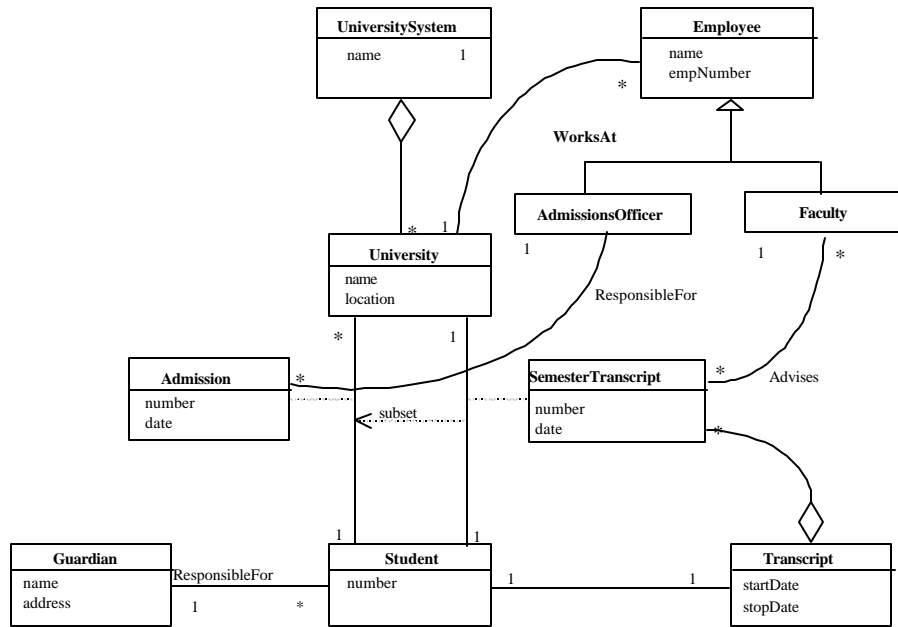 UniversitySystem
name 1
Employee
name
empNumber
*
WorksAt
AdmissionsOfficer
Faculty
* 1
1
1 *
University
name
location
ResponsibleFor
* 1
Admission
number
date
*
SemesterTranscript
number
date
*
Advises
subset
*
1 1
Guardian
name
address
ResponsibleFor
1 *
Student
number
1 1
Transcript
startDate
stopDate